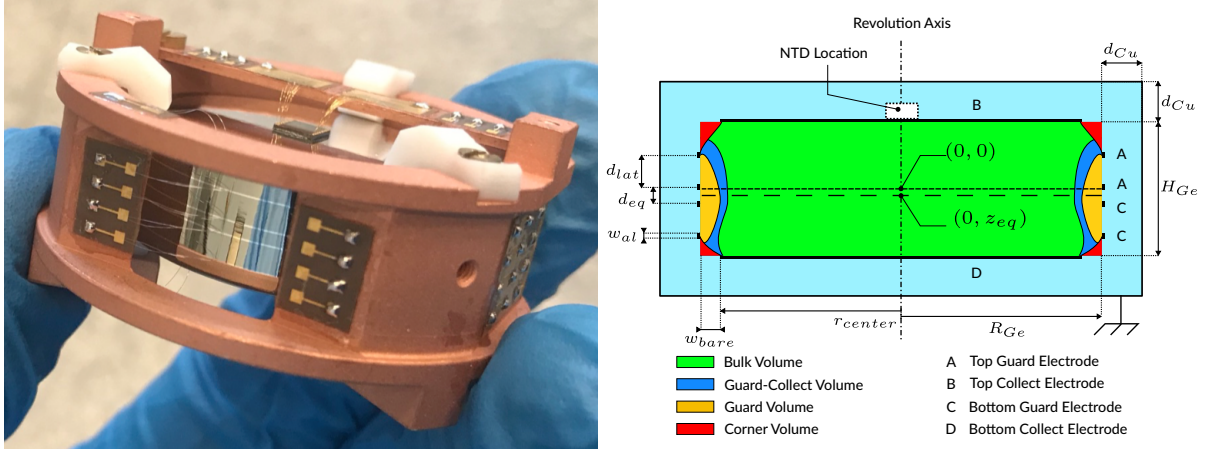 Revolution Axis
NTD Location
d_{Cu}
B
d_{Cu}
A
(0, 0)
d_{lat}
A
H_{Ge}
d_{eq}
C
(0, z_{eq})
w_{al}
C
D
r_{center}
R_{Ge}
w_{bare}
Bulk Volume
Guard-Collect Volume
Guard Volume
Corner Volume
A Top Guard Electrode
B Top Collect Electrode
C Bottom Guard Electrode
D Bottom Collect Electrode